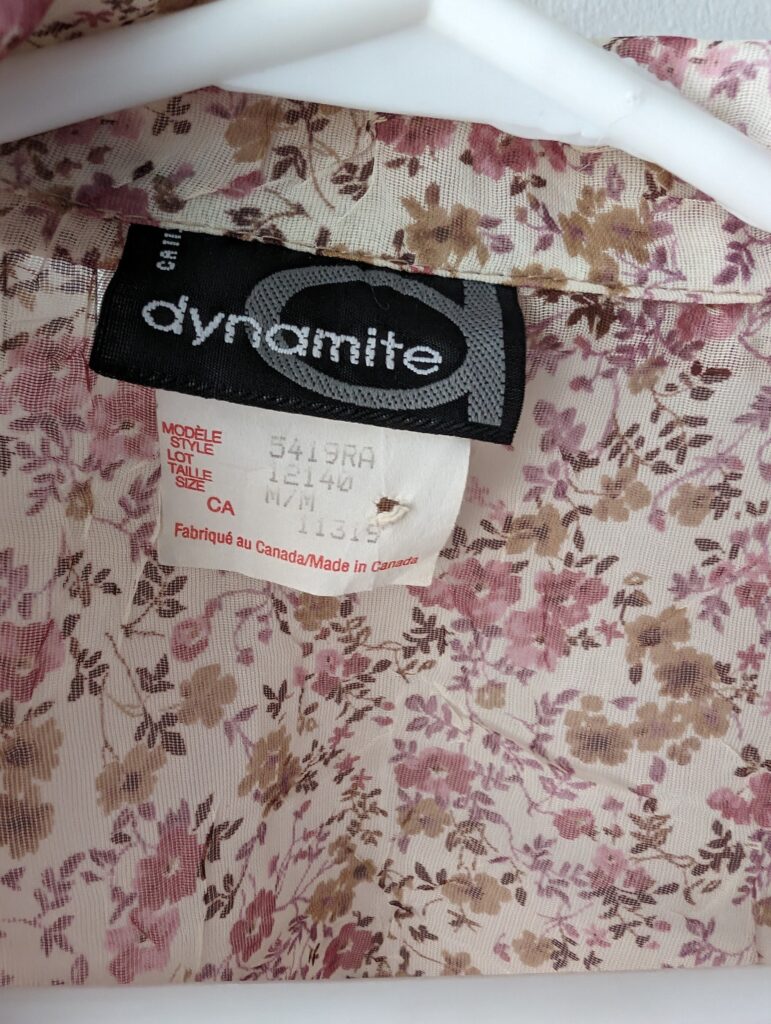 dynamite
MODÈLE
STYLE 5419RA
LOT 12140
TAILLE
SIZE M/M
CA 11319
Fabriqué au Canada/Made in Canada